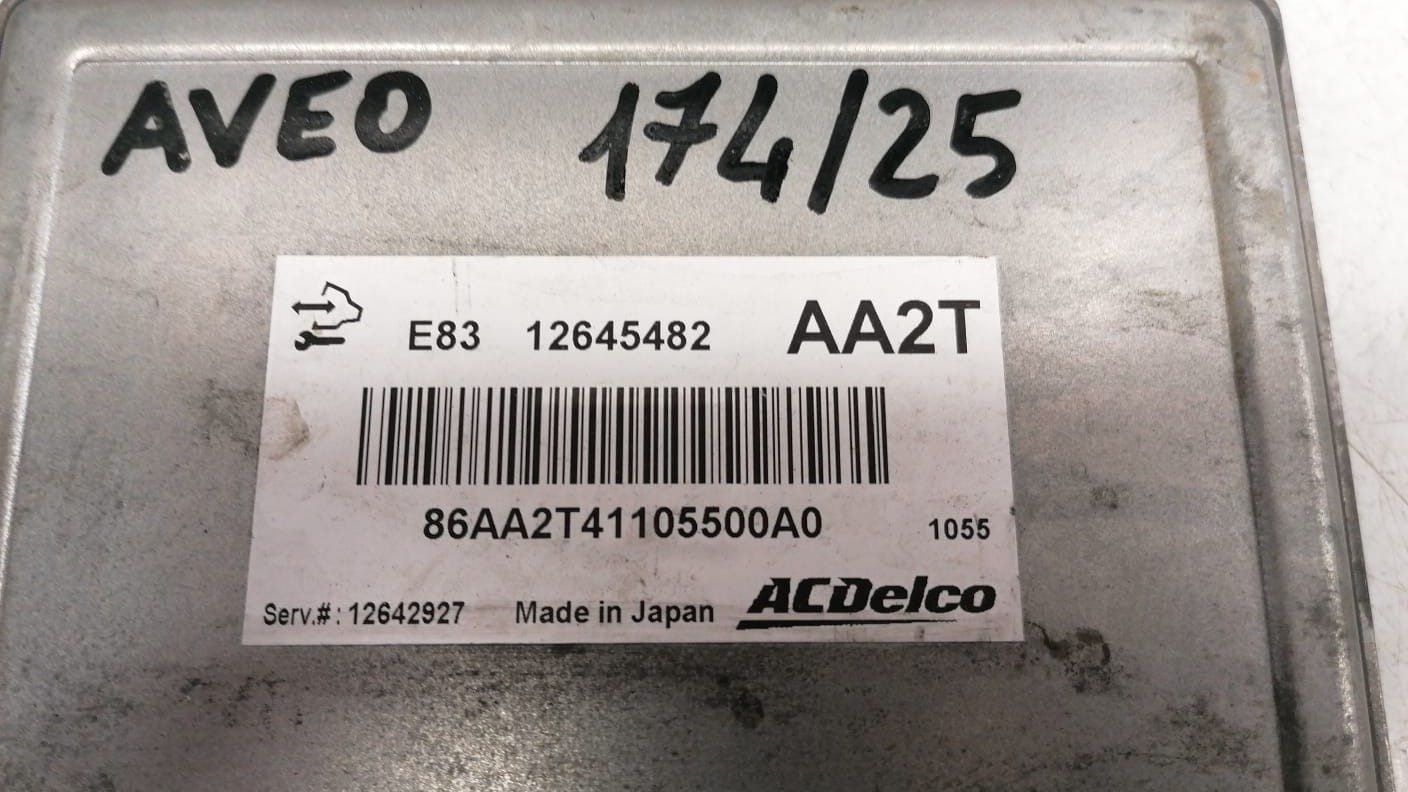 AVEO 174/25
E83 12645482 AA2T
86AA2T41105500A0 1055
Serv.#: 12642927 Made in Japan ACDelco